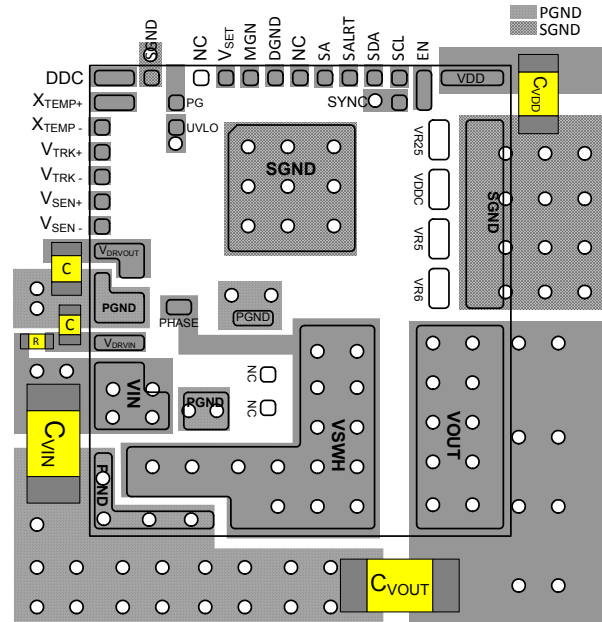 PGND
SGND
SGND
NC
VSET
MGN
DGND
NC
SA
SALRT
SDA
SCL
EN
DDC
VDD
CVDD
XTEMP+
PG
SYNC
XTEMP -
UVLO
VR25
VTRK+
SGND
VTRK -
VDDC
SGND
VSEN+
VSEN -
VR5
VDRVOUT
C
VR6
PGND
PHASE
PGND
C
R
VDRVIN
VIN
NC
PGND
NC
VSWH
VOUT
CVIN
PGND
CVOUT